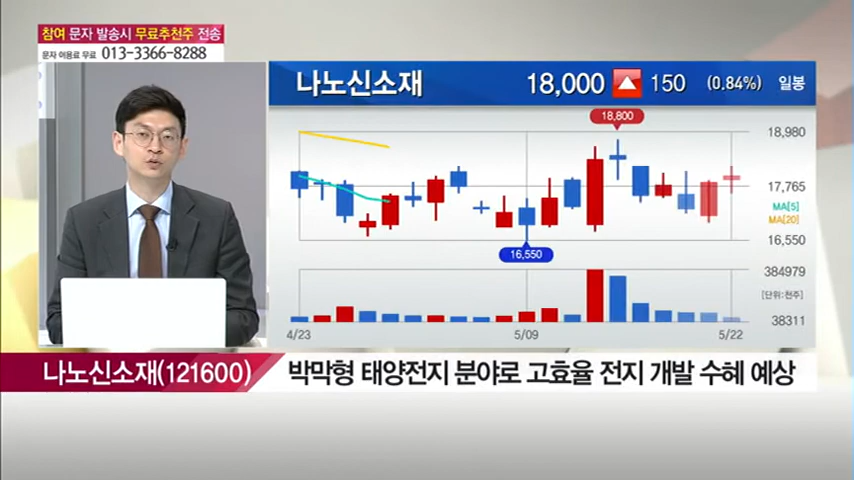 참여 문자 발송시 무료추천주 전송
문자 이용료 무료 013-3366-8288
나노신소재 18,000 150 (0.84%) 일봉
18,800
18,980
17,765
MA[5]
MA[20]
16,550
16,550
384979
[단위:천주]
38311
4/23 5/09 5/22
나노신소재(121600) 박막형 태양전지 분야로 고효율 전지 개발 수혜 예상